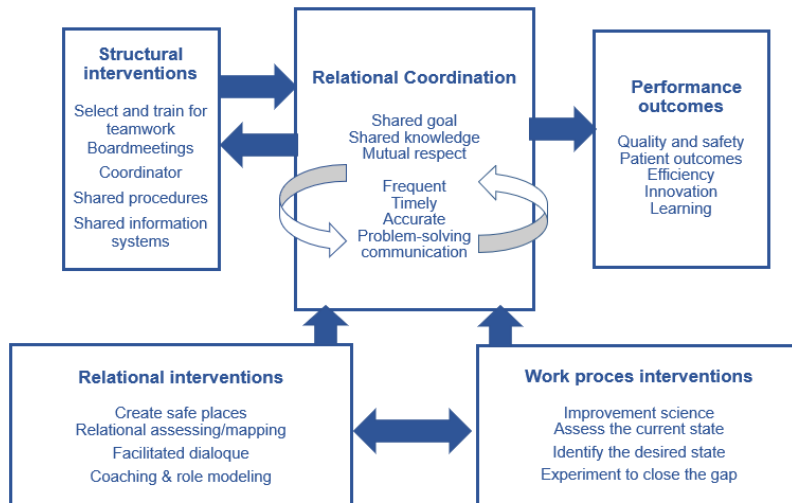 Structural
interventions
Select and train for
teamwork
Boardmeetings
Coordinator
Shared procedures
Shared information
systems
Relational Coordination
Shared goal
Shared knowledge
Mutual respect
Frequent
Timely
Accurate
Problem-solving
communication
Performance
outcomes
Quality and safety
Patient outcomes
Efficiency
Innovation
Learning
Relational interventions
Create safe places
Relational assessing/mapping
Facilitated dialoque
Coaching & role modeling
Work proces interventions
Improvement science
Assess the current state
Identify the desired state
Experiment to close the gap